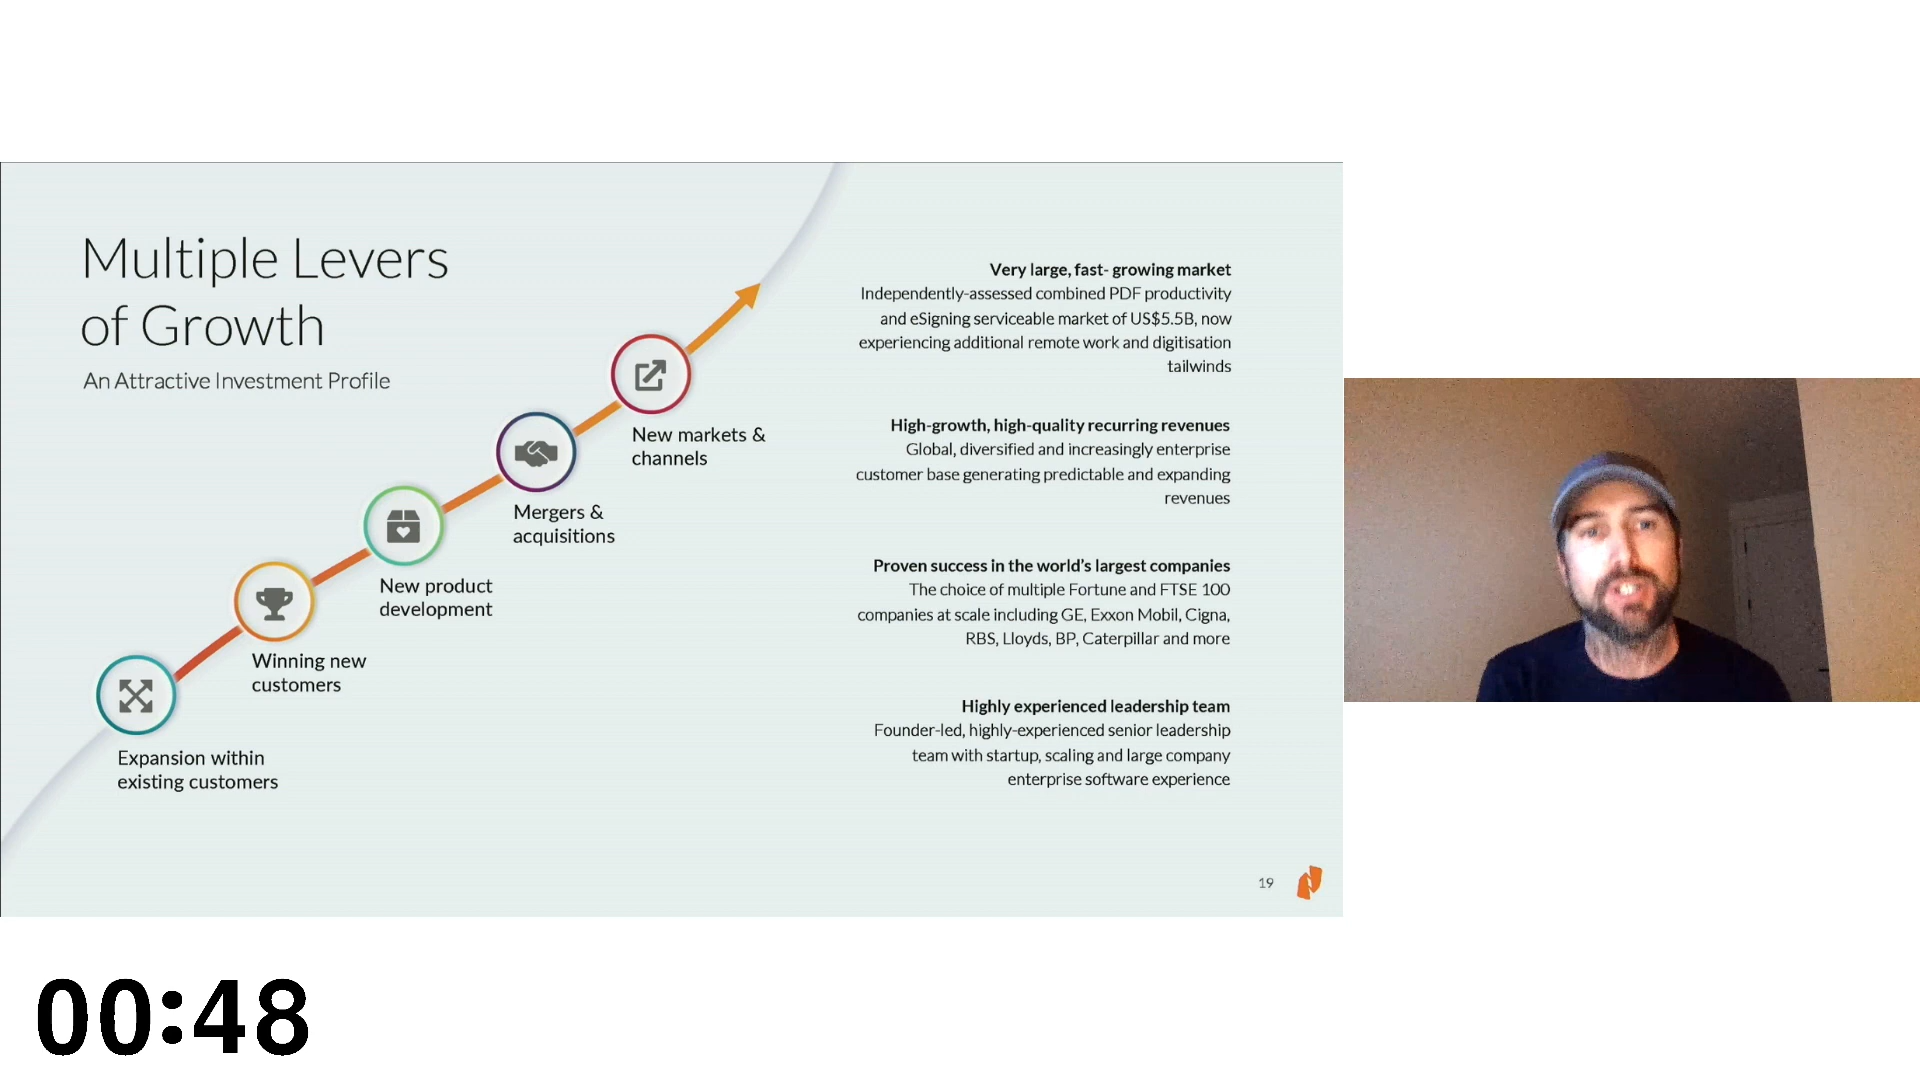 Multiple Levers
of Growth
An Attractive Investment Profile
New markets &
channels
Mergers &
acquisitions
New product
development
Winning new
customers
Expansion within
existing customers
Very large, fast- growing market
Independently-assessed combined PDF productivity
and eSigning serviceable market of US$5.5B, now
experiencing additional remote work and digitisation
tailwinds
High-growth, high-quality recurring revenues
Global, diversified and increasingly enterprise
customer base generating predictable and expanding
revenues
Proven success in the world's largest companies
The choice of multiple Fortune and FTSE 100
companies at scale including GE, Exxon Mobil, Cigna,
RBS, Lloyds, BP, Caterpillar and more
Highly experienced leadership team
Founder-led, highly-experienced senior leadership
team with startup, scaling and large company
enterprise software experience
19
00:48